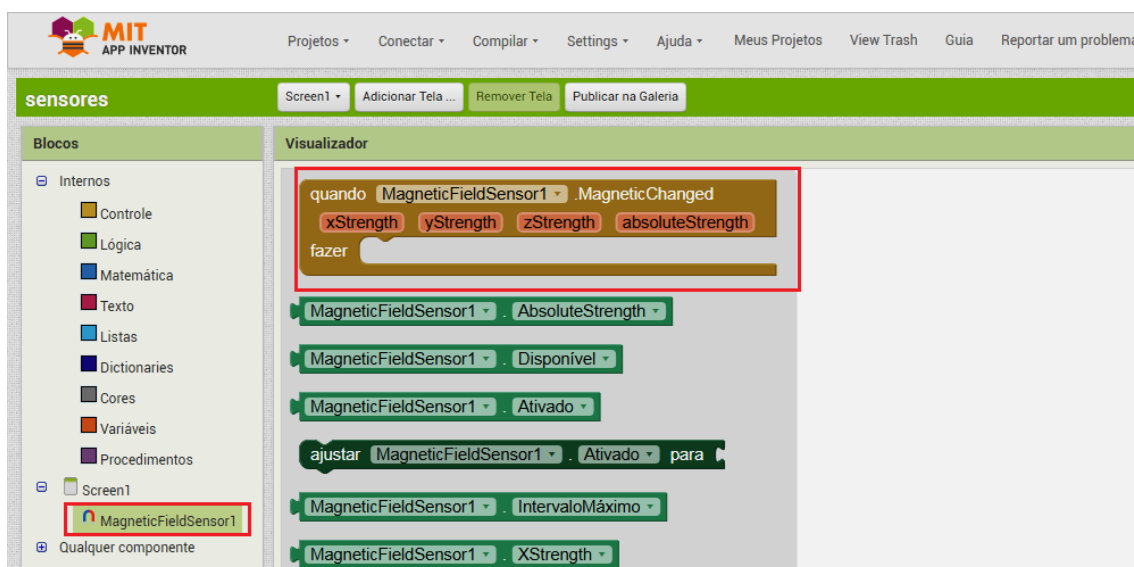 MIT
APP INVENTOR
Projetos Conectar Compilar Settings Ajuda Meus Projetos View Trash Guia Reportar um problema
sensores
Screen1 Adicionar Tela ... Remover Tela Publicar na Galeria
Blocos
Internos
Controle
Lógica
Matemática
Texto
Listas
Dictionaries
Cores
Variáveis
Procedimentos
Screen1
MagneticFieldSensor1
Qualquer componente
Visualizador
quando MagneticFieldSensor1 .MagneticChanged
xStrength yStrength zStrength absoluteStrength
fazer
MagneticFieldSensor1 . AbsoluteStrength
MagneticFieldSensor1 . Disponível
MagneticFieldSensor1 . Ativado
ajustar MagneticFieldSensor1 . Ativado para
MagneticFieldSensor1 . IntervaloMáximo
MagneticFieldSensor1 . XStrength